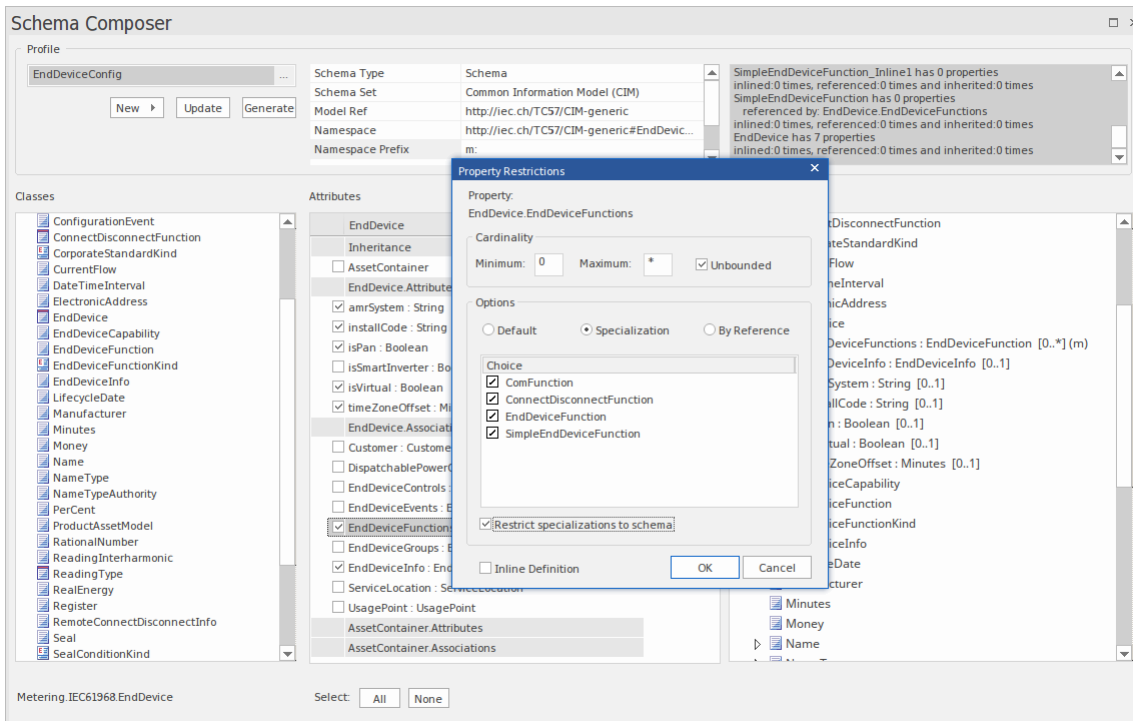 Schema Composer
Profile
EndDeviceConfig
...
New
Update
Generate
Schema Type Schema
Schema Set Common Information Model (CIM)
Model Ref http://iec.ch/TC57/CIM-generic
Namespace http://iec.ch/TC57/CIM-generic#EndDevic...
Namespace Prefix m:
SimpleEndDeviceFunction_Inline1 has 0 properties
inlined:0 times, referenced:0 times and inherited:0 times
SimpleEndDeviceFunction has 0 properties
referenced by: EndDevice.EndDeviceFunctions
inlined:0 times, referenced:0 times and inherited:0 times
EndDevice has 7 properties
inlined:0 times, referenced:0 times and inherited:0 times
Classes
ConfigurationEvent
ConnectDisconnectFunction
CorporateStandardKind
CurrentFlow
DateTimeInterval
ElectronicAddress
EndDevice
EndDeviceCapability
EndDeviceFunction
EndDeviceFunctionKind
EndDeviceInfo
LifecycleDate
Manufacturer
Minutes
Money
Name
NameType
NameTypeAuthority
PerCent
ProductAssetModel
RationalNumber
ReadingInterharmonic
ReadingType
RealEnergy
Register
RemoteConnectDisconnectInfo
Seal
SealConditionKind
Attributes
EndDevice
Inheritance
AssetContainer
EndDevice.Attribute
amrSystem : String
installCode : String
isPan : Boolean
isSmartInverter : Bo
isVirtual : Boolean
timeZoneOffset : Mi
EndDevice.Associati
Customer : Custome
DispatchablePowerC
EndDeviceControls :
EndDeviceEvents : E
EndDeviceFunctions
EndDeviceGroups : E
EndDeviceInfo : End
ServiceLocation : ServiceLocation
UsagePoint : UsagePoint
AssetContainer.Attributes
AssetContainer.Associations
Property Restrictions
Property:
EndDevice.EndDeviceFunctions
Cardinality
Minimum: 0 Maximum: * Unbounded
Options
Default Specialization By Reference
Choice
ComFunction
ConnectDisconnectFunction
EndDeviceFunction
SimpleEndDeviceFunction
Restrict specializations to schema
Inline Definition OK Cancel
tDisconnectFunction
ateStandardKind
Flow
neInterval
nicAddress
ice
DeviceFunctions : EndDeviceFunction [0..*] (m)
DeviceInfo : EndDeviceInfo [0..1]
System : String [0..1]
allCode : String [0..1]
n : Boolean [0..1]
tual : Boolean [0..1]
ZoneOffset : Minutes [0..1]
iceCapability
iceFunction
iceFunctionKind
iceInfo
eDate
cturer
Minutes
Money
Name
Metering.IEC61968.EndDevice
Select: All None